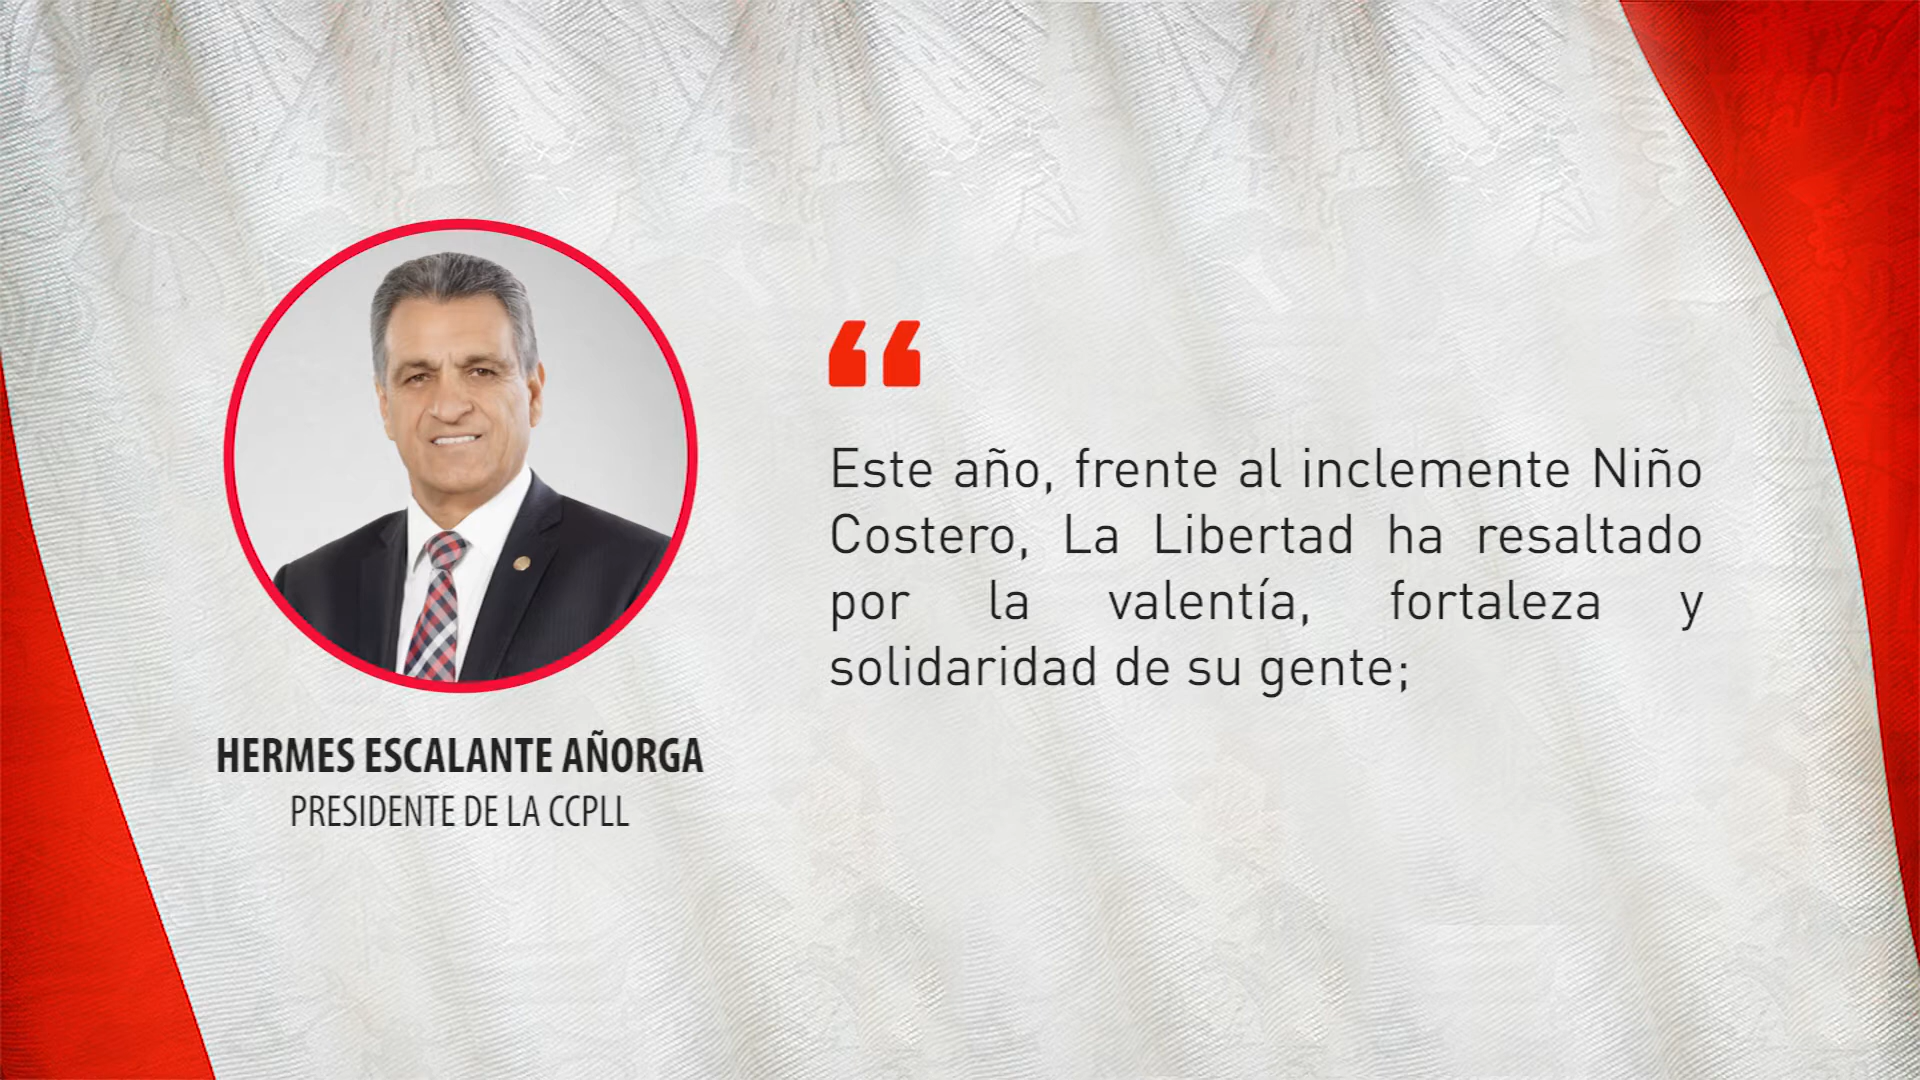 “
Este año, frente al inclemente Niño
Costero, La Libertad ha resaltado
por la valentía, fortaleza y
solidaridad de su gente;
HERMES ESCALANTE AÑORGA
PRESIDENTE DE LA CCPLL